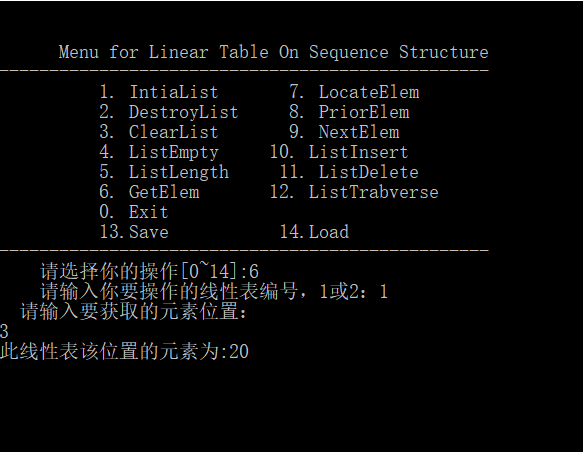 Menu for Linear Table On Sequence Structure
-------------------------------------------------
1. IntiaList 7. LocateElem
2. DestroyList 8. PriorElem
3. ClearList 9. NextElem
4. ListEmpty 10. ListInsert
5. ListLength 11. ListDelete
6. GetElem 12. ListTrabverse
0. Exit
13.Save 14.Load
-------------------------------------------------
请选择你的操作[0~14]:6
请输入你要操作的线性表编号，1或2：1
请输入要获取的元素位置：
3
此线性表该位置的元素为:20